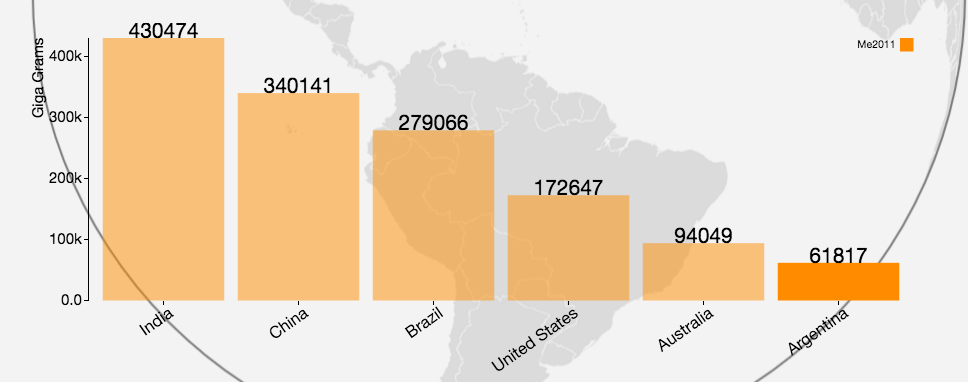 430474
340141
279066
172647
94049
61817
Me2011
Giga Grams
400k
300k
200k
100k
0.0
India
China
Brazil
United States
Australia
Argentina